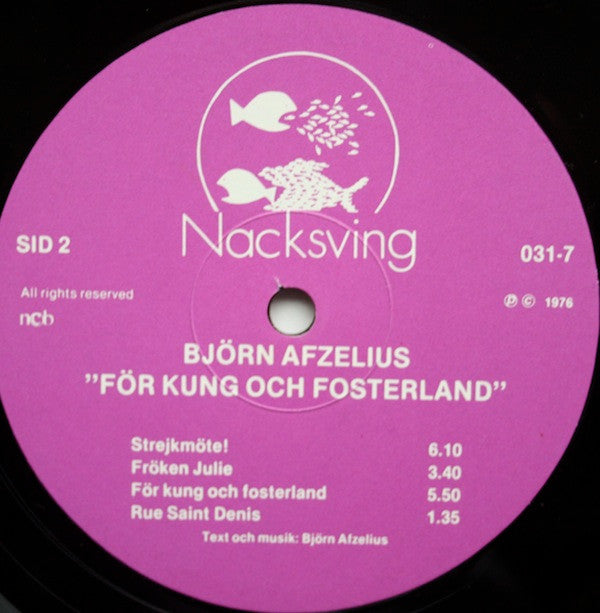 Nacksving
SID 2
031-7
All rights reserved
ncb
Ⓟ © 1976
BJÖRN AFZELIUS
”FÖR KUNG OCH FOSTERLAND”
Strejkmöte! 6.10
Fröken Julie 3.40
För kung och fosterland 5.50
Rue Saint Denis 1.35
Text och musik: Björn Afzelius